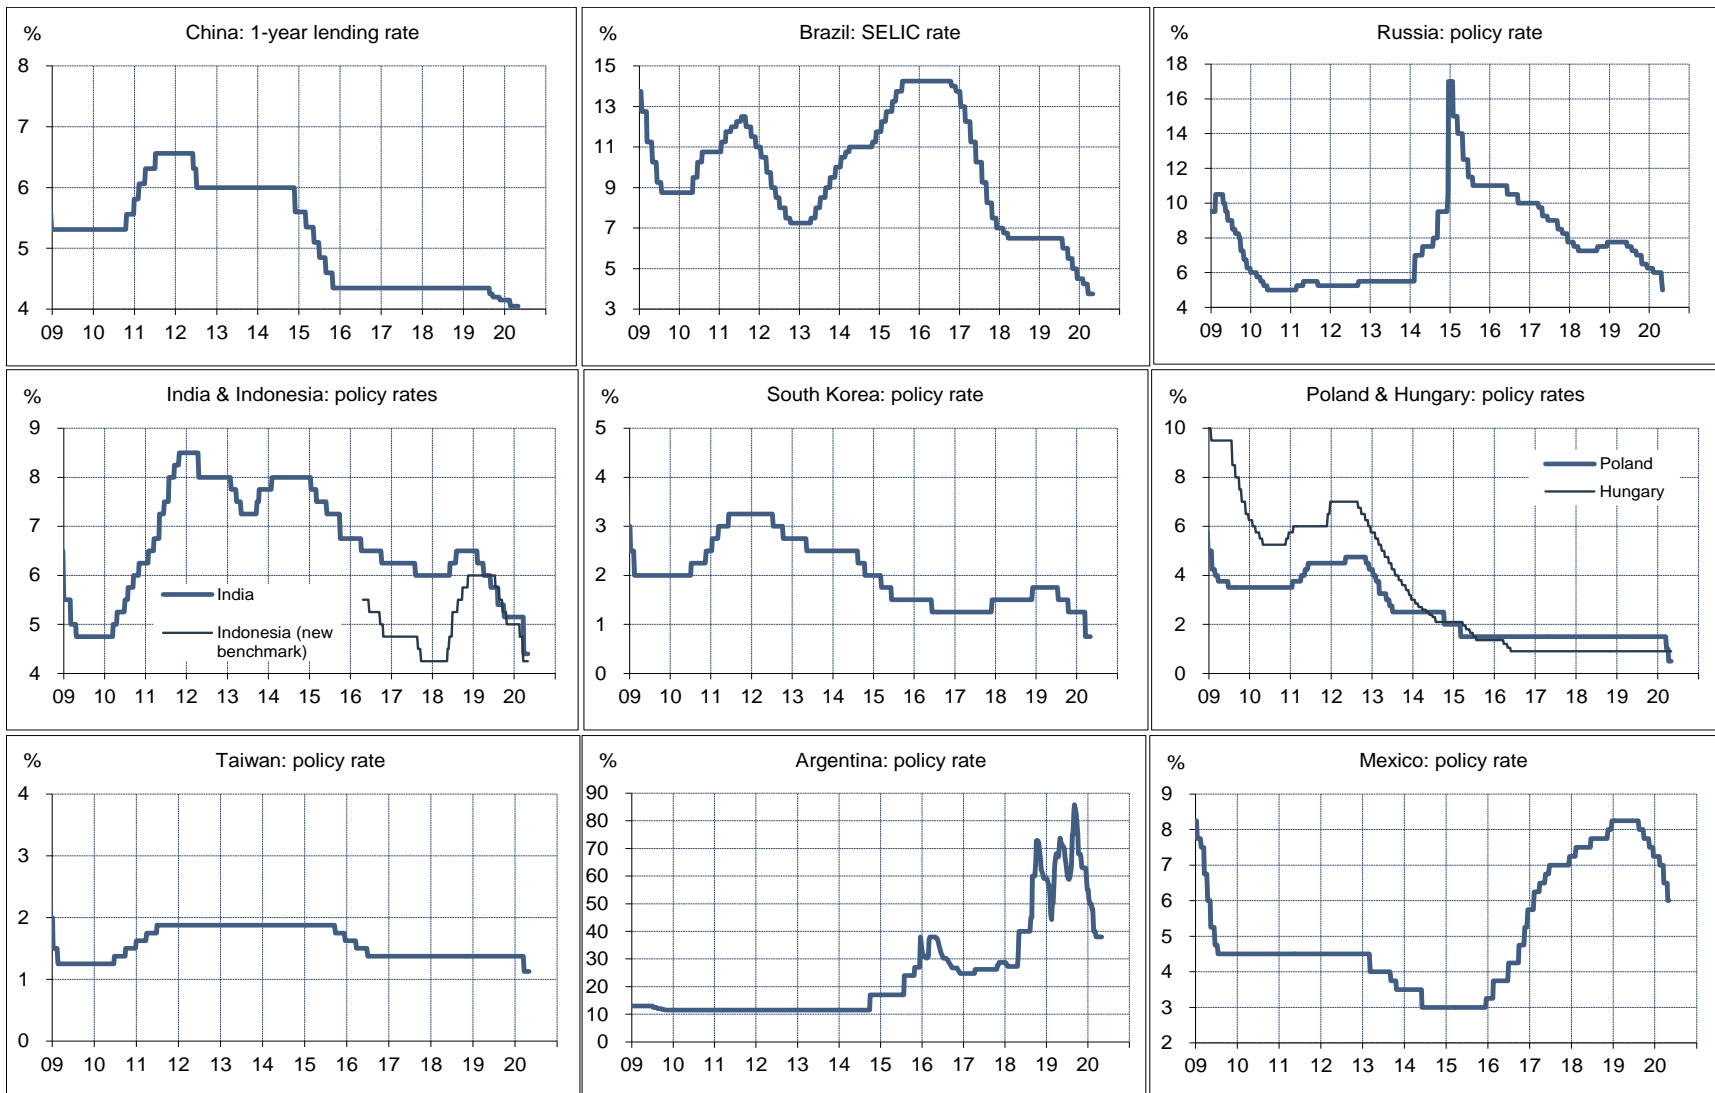 % China: 1-year lending rate
8
7
6
5
4
09 10 11 12 13 14 15 16 17 18 19 20
% Brazil: SELIC rate
15
13
11
9
7
5
3
09 10 11 12 13 14 15 16 17 18 19 20
% Russia: policy rate
18
16
14
12
10
8
6
4
09 10 11 12 13 14 15 16 17 18 19 20
% India & Indonesia: policy rates
9
8
7
6
5
4
India
Indonesia (new
benchmark)
09 10 11 12 13 14 15 16 17 18 19 20
% South Korea: policy rate
5
4
3
2
1
0
09 10 11 12 13 14 15 16 17 18 19 20
% Poland & Hungary: policy rates
10
8
6
4
2
0
Poland
Hungary
09 10 11 12 13 14 15 16 17 18 19 20
% Taiwan: policy rate
4
3
2
1
0
09 10 11 12 13 14 15 16 17 18 19 20
% Argentina: policy rate
90
80
70
60
50
40
30
20
10
0
09 10 11 12 13 14 15 16 17 18 19 20
% Mexico: policy rate
9
8
7
6
5
4
3
2
09 10 11 12 13 14 15 16 17 18 19 20